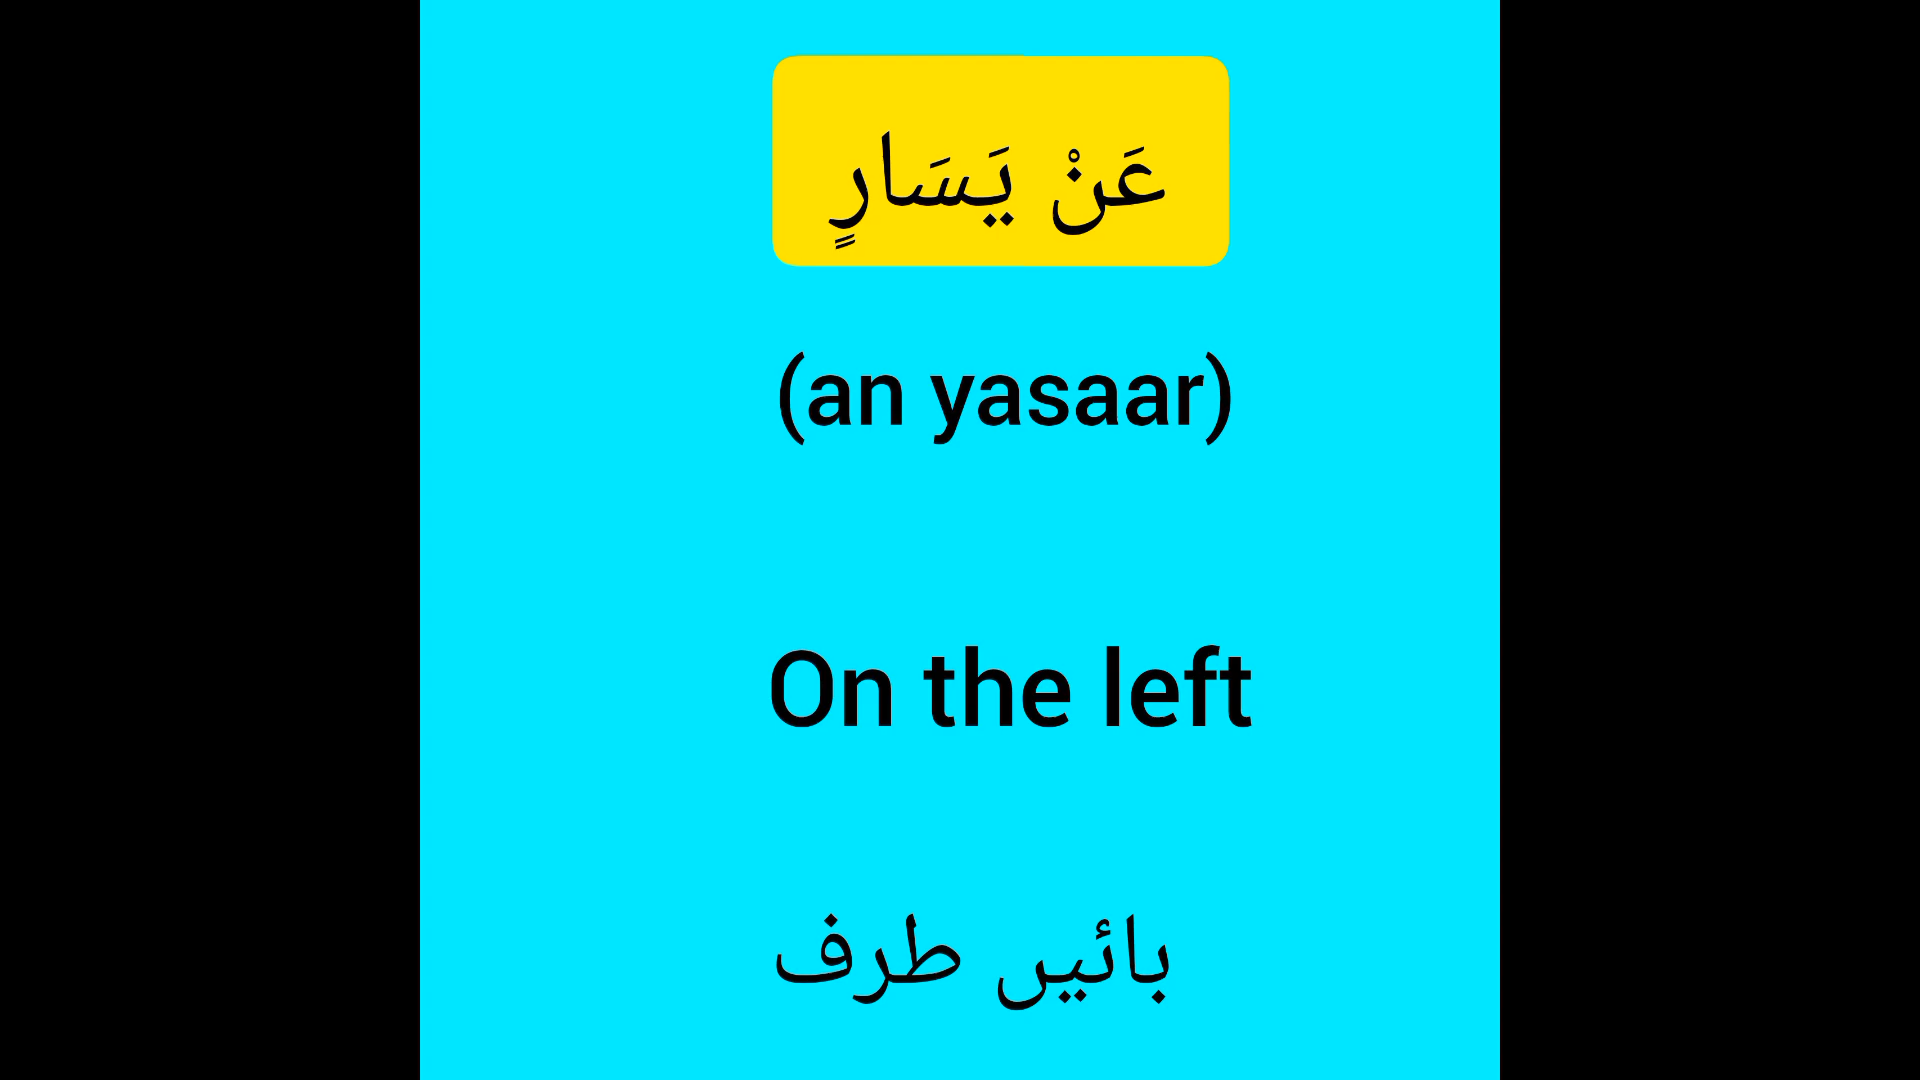 عَنْ يَسَارٍ
(an yasaar)
On the left
بائیں طرف